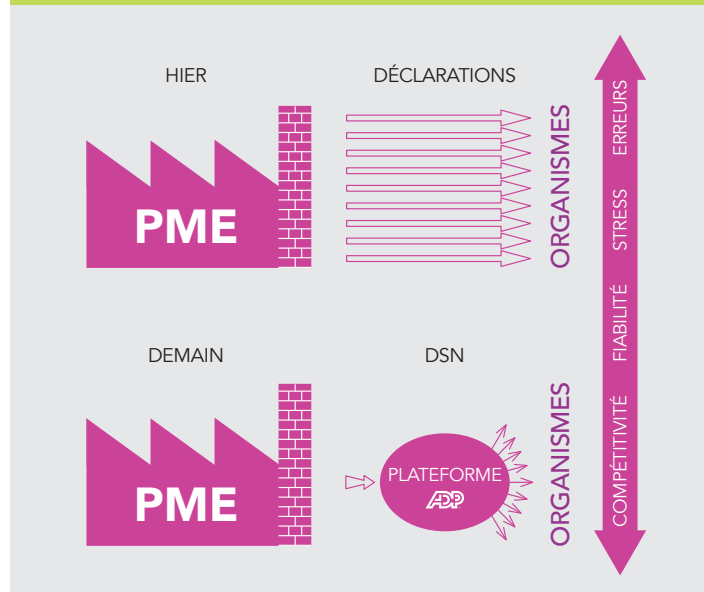 HIER
DÉCLARATIONS
PME
ORGANISMES
ERREURS
STRESS
FIABILITÉ
COMPÉTITIVITÉ
DEMAIN
DSN
PME
PLATEFORME
ADP
ORGANISMES